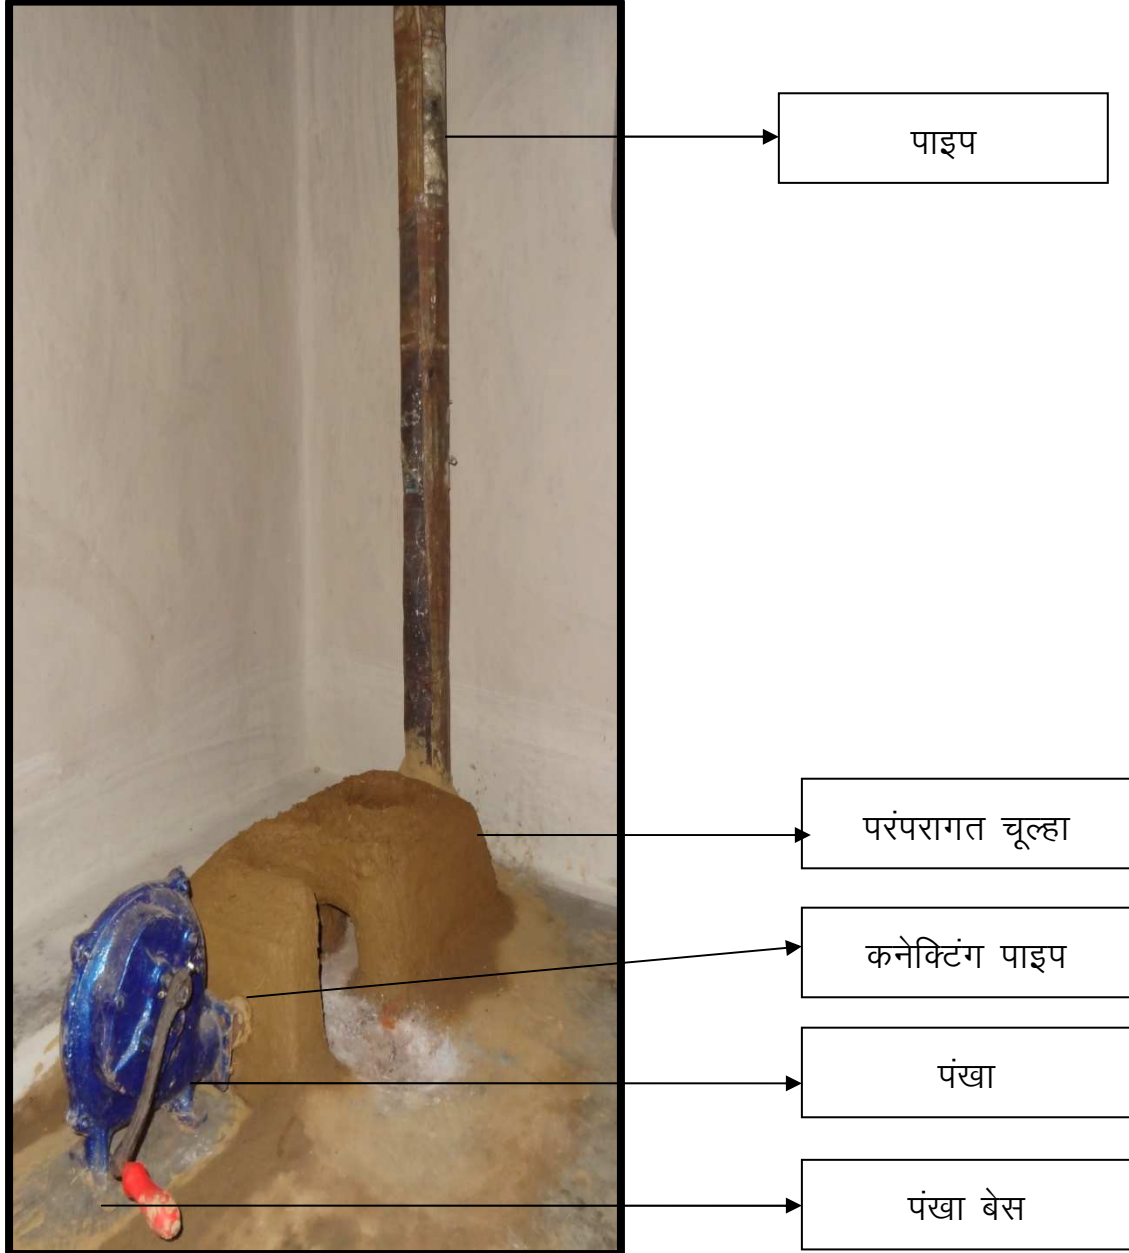 पाइप
परंपरागत चूल्हा
कनेक्टिंग पाइप
पंखा
पंखा बेस